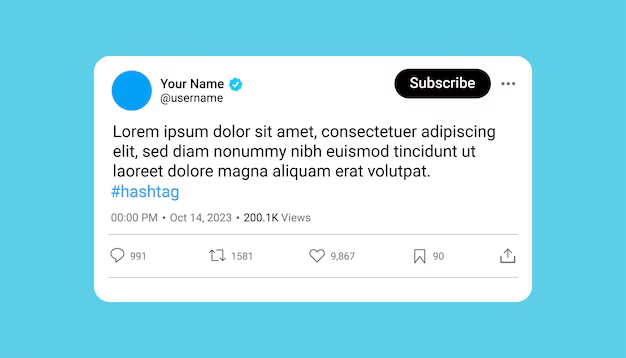 Your Name
Subscribe
@username
Lorem ipsum dolor sit amet, consectetuer adipiscing
elit, sed diam nonummy nibh euismod tincidunt ut
laoreet dolore magna aliquam erat volutpat.
#hashtag
00:00 PM • Oct 14, 2023 • 200.1K Views
991 1581 9,867 90